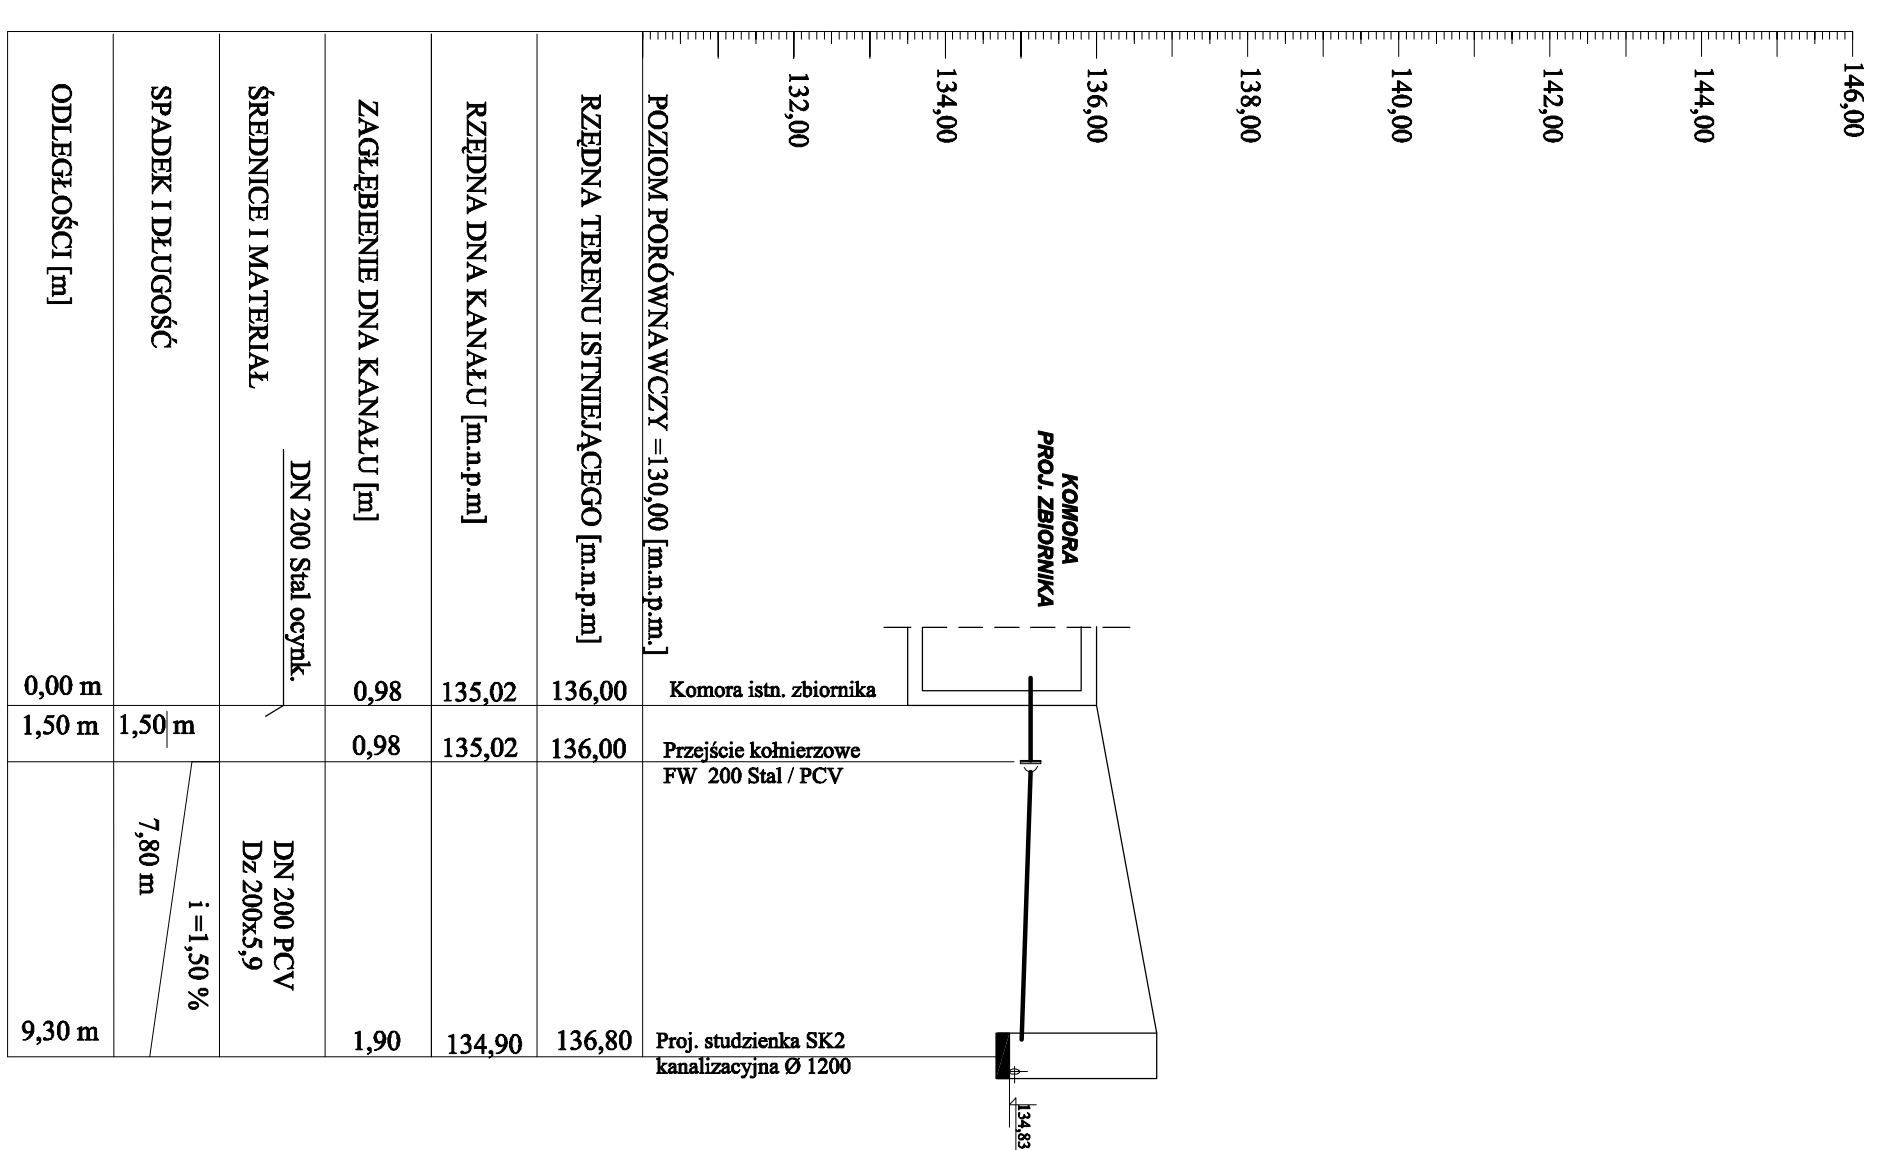 146,00
144,00
142,00
140,00
138,00
136,00
134,00
132,00
POZIOM PORÓWNAWCZY =130,00 [m.n.p.m.]
RZĘDNA TERENU ISTNIEJĄCEGO [m.n.p.m]
RZĘDNA DNA KANAŁU [m.n.p.m]
ZAGŁĘBIENIE DNA KANAŁU [m]
ŚREDNICE I MATERIAŁ
SPADEK I DŁUGOŚĆ
ODLEGŁOŚCI [m]
KOMORA
PROJ. ZBIORNIKA
DN 200 Stal ocynk.
0,00 m
0,98
135,02
136,00
Komora istn. zbiornika
1,50 m
1,50 m
0,98
135,02
136,00
Przejście kołnierzowe
FW 200 Stal / PCV
7,80 m
i =1,50 %
DN 200 PCV
Dz 200x5,9
9,30 m
1,90
134,90
136,80
Proj. studzienka SK2
kanalizacyjna Ø 1200
134,83